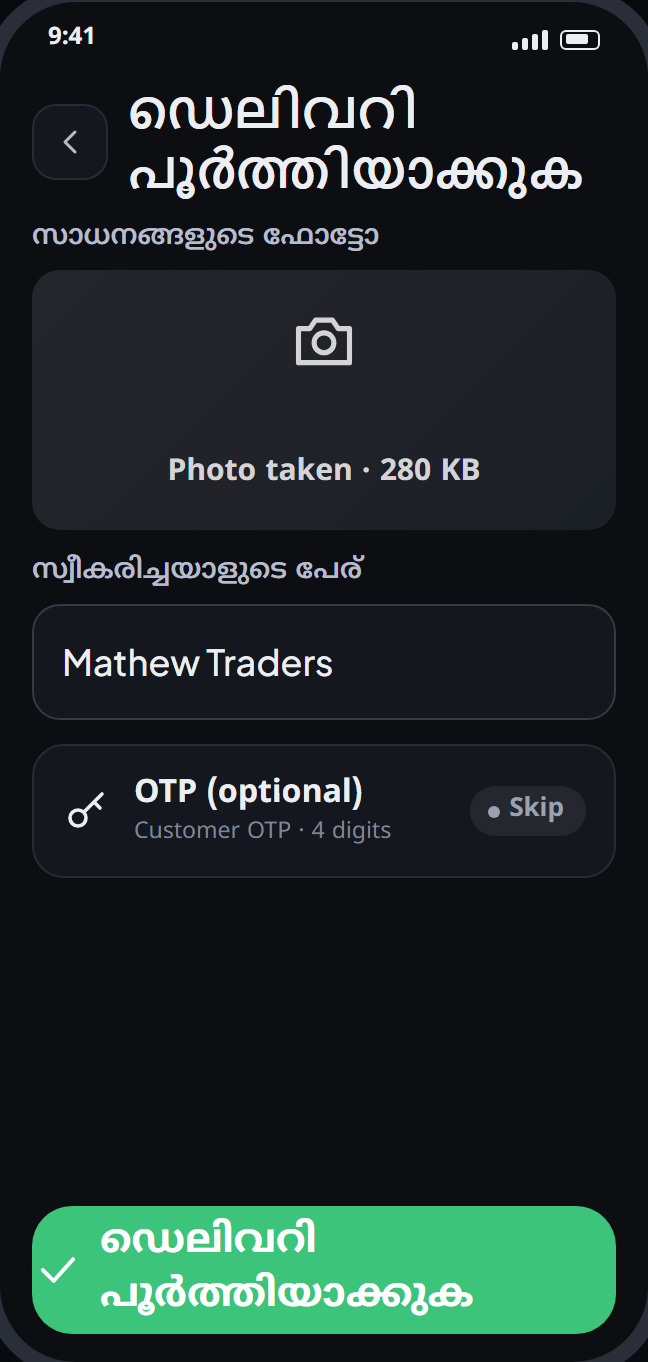 9:41
ഡെലിവറി
പൂർത്തിയാക്കുക
സാധനങ്ങളുടെ ഫോട്ടോ
Photo taken · 280 KB
സ്വീകരിച്ചയാളുടെ പേര്
Mathew Traders
OTP (optional)
Customer OTP · 4 digits
Skip
ഡെലിവറി
പൂർത്തിയാക്കുക